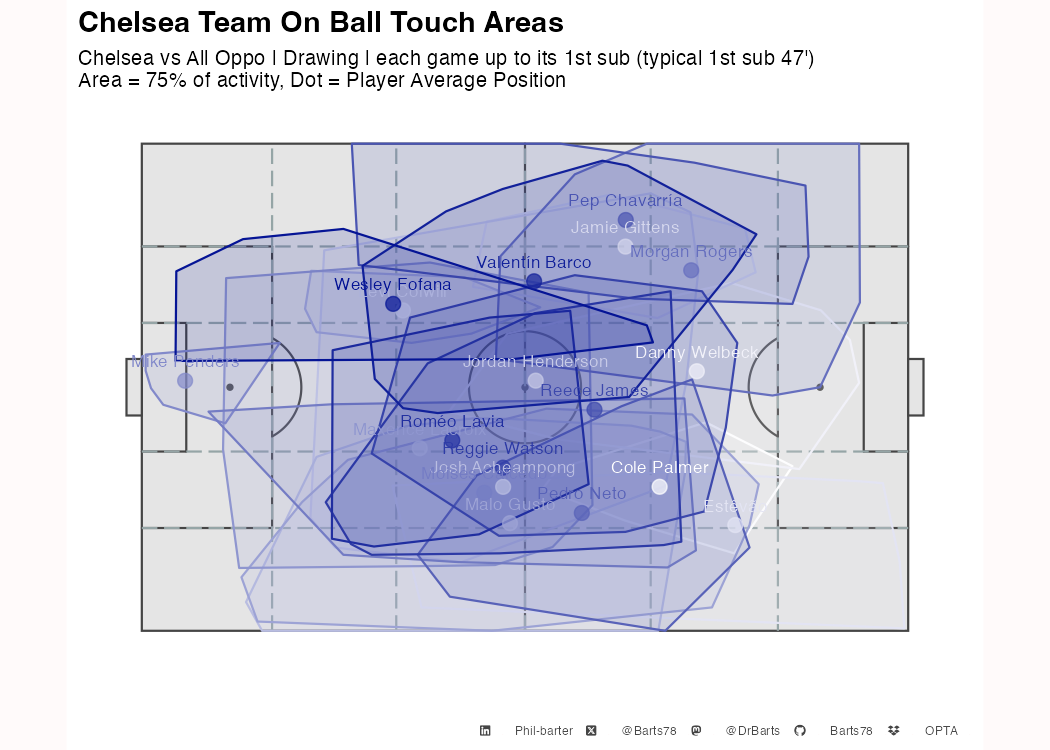 Chelsea Team On Ball Touch Areas
Chelsea vs All Oppo | Drawing | each game up to its 1st sub (typical 1st sub 47')
Area = 75% of activity, Dot = Player Average Position
Pep Chavarría
Jamie Gittens
Morgan Rogers
Valentín Barco
Wesley Fofana
Colwill
Danny Welbeck
Mike Penders
Jordan Henderson
Reece James
Roméo Lavia
Reggie Watson
Josh Acheampong
Cole Palmer
Pedro Neto
Malo Gusto
Phil-barter
@Barts78
@DrBarts
Barts78
OPTA